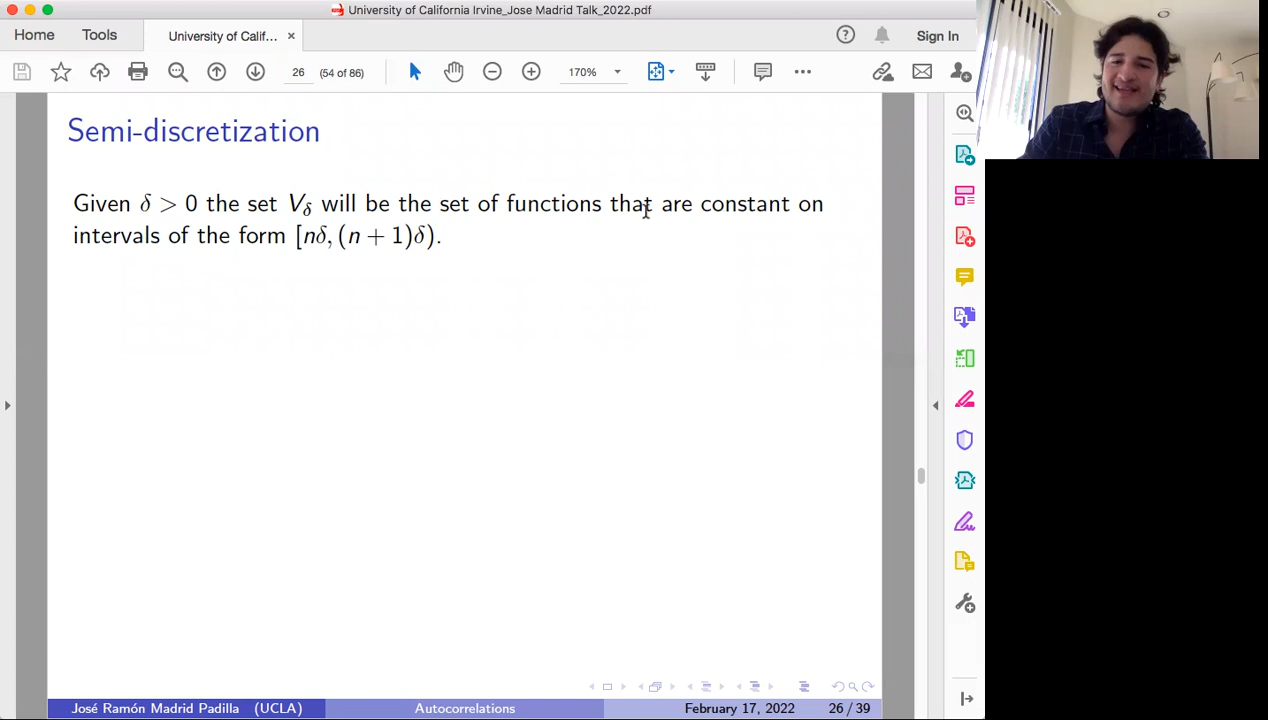 University of California Irvine_Jose Madrid Talk_2022.pdf
Home
Tools
University of Calif...
×
Sign In
26
(54 of 86)
170%
Semi-discretization
Given δ > 0 the set V_δ will be the set of functions that are constant on
intervals of the form [nδ, (n + 1)δ).
José Ramón Madrid Padilla (UCLA)
Autocorrelations
February 17, 2022
26 / 39